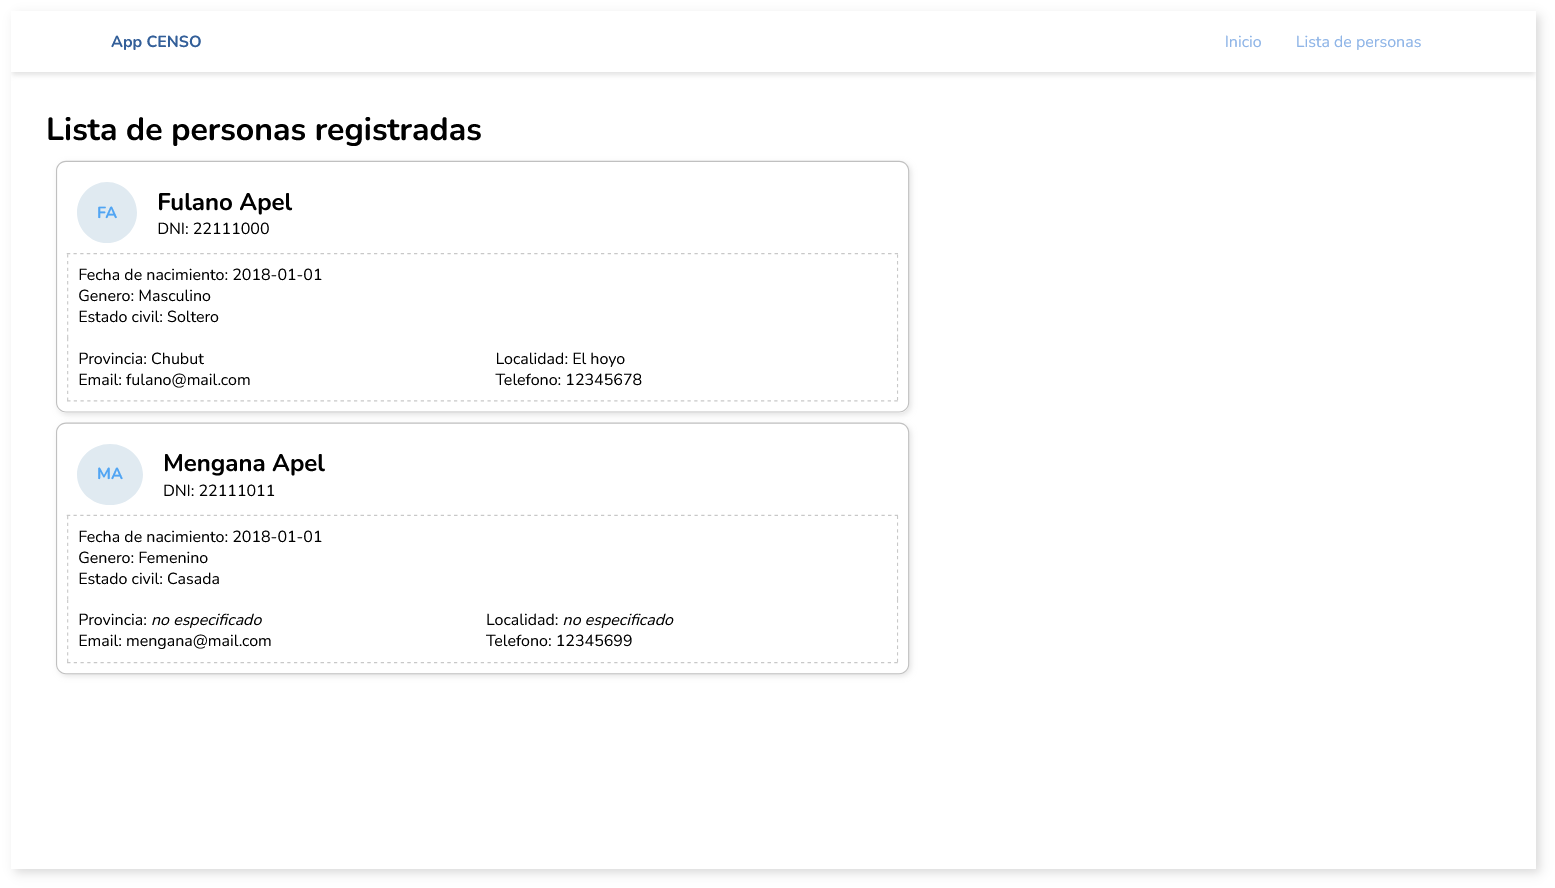 App CENSO
Inicio
Lista de personas
Lista de personas registradas
FA
Fulano Apel
DNI: 22111000
Fecha de nacimiento: 2018-01-01
Genero: Masculino
Estado civil: Soltero
Provincia: Chubut
Localidad: El hoyo
Email: fulano@mail.com
Telefono: 12345678
MA
Mengana Apel
DNI: 22111011
Fecha de nacimiento: 2018-01-01
Genero: Femenino
Estado civil: Casada
Provincia: no especificado
Localidad: no especificado
Email: mengana@mail.com
Telefono: 12345699